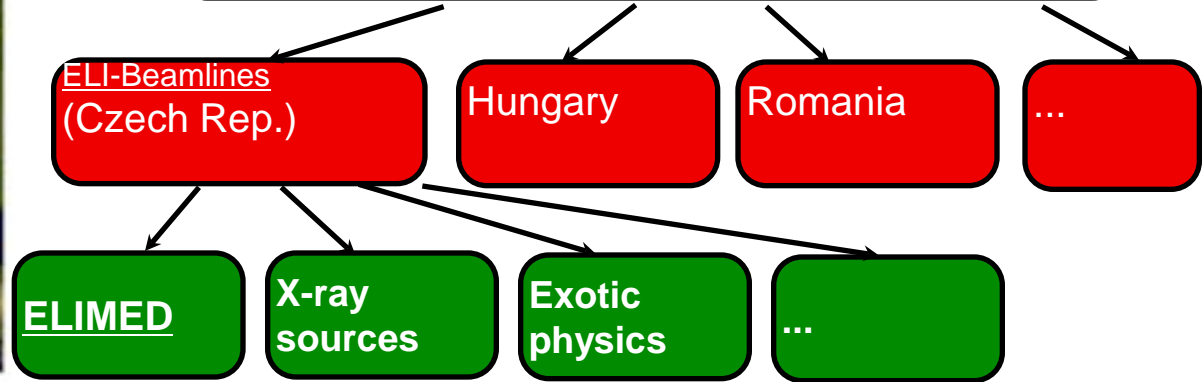 ELI-Beamlines
(Czech Rep.)
Hungary
Romania
...
ELIMED
X-ray
sources
Exotic
physics
...